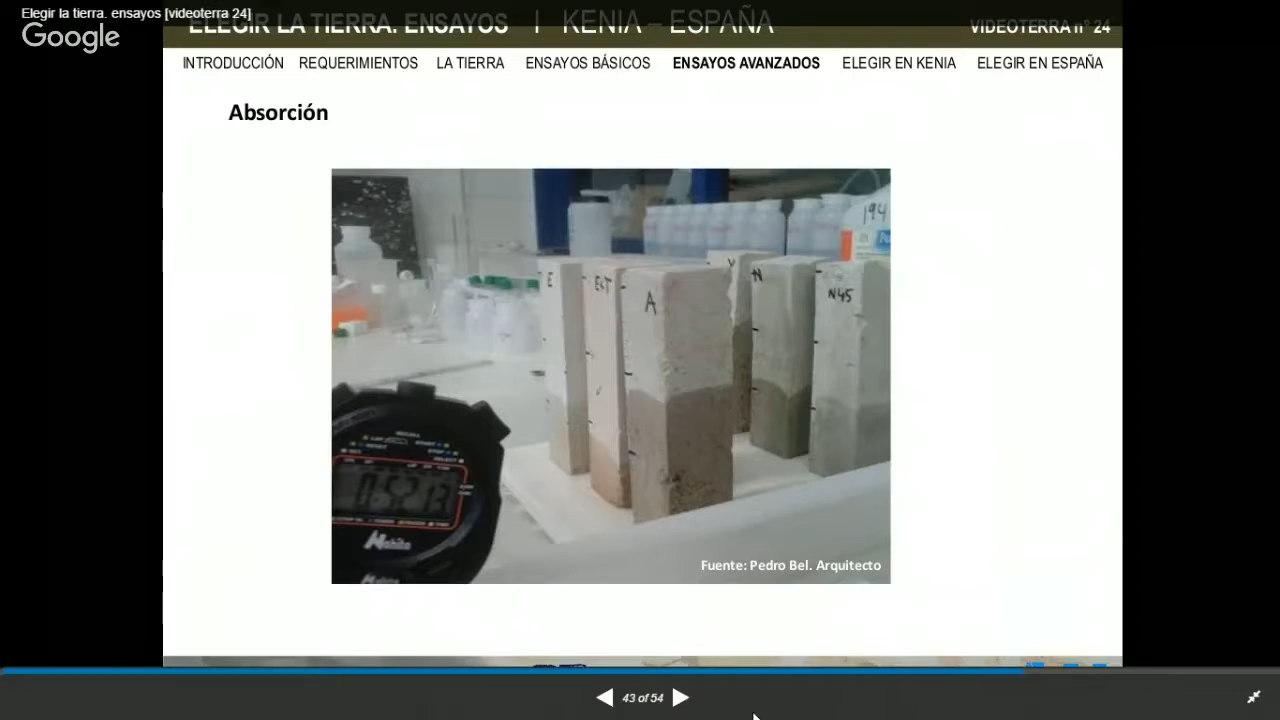 Elegir la tierra. ensayos [videoterra 24]
Google
ELEGIR LA TIERRA. ENSAYOS | KENIA – ESPAÑA VIDEOTERRA nº 24
INTRODUCCIÓN REQUERIMIENTOS LA TIERRA ENSAYOS BÁSICOS ENSAYOS AVANZADOS ELEGIR EN KENIA ELEGIR EN ESPAÑA
Absorción
194
E
E&T
A
N
N45
Fuente: Pedro Bel. Arquitecto
43 of 54